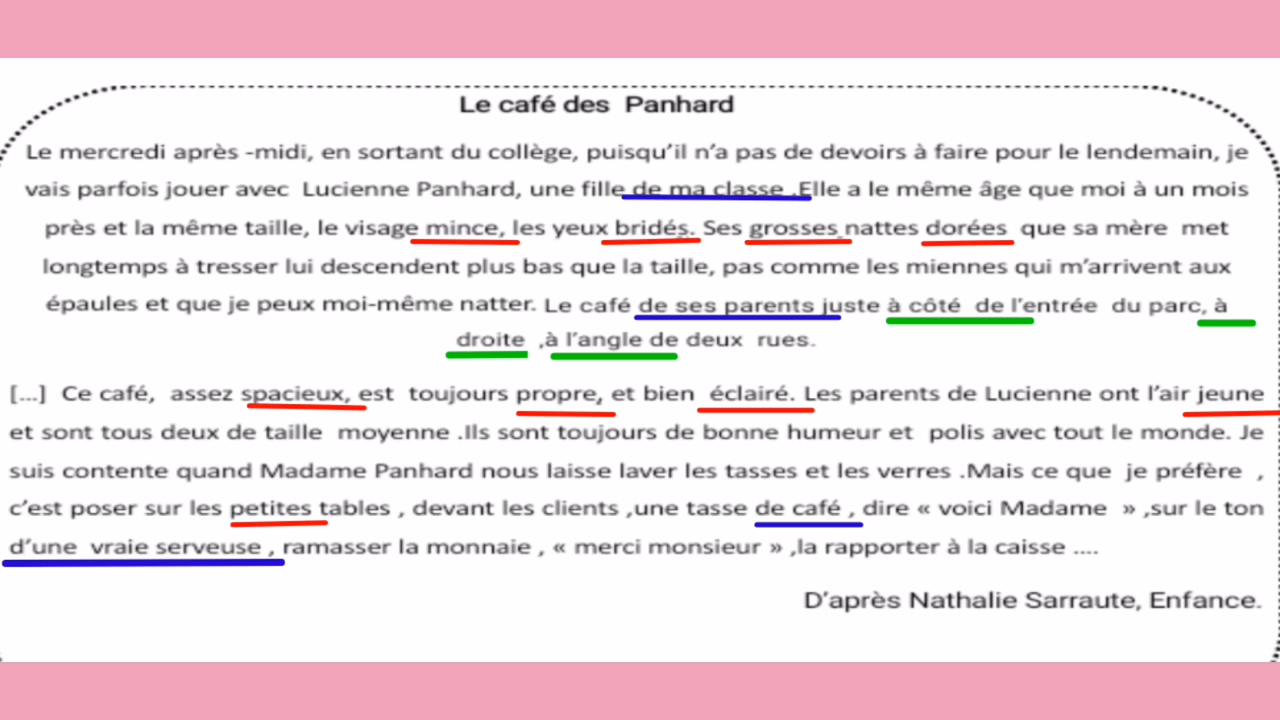 Le café des Panhard
Le mercredi après -midi, en sortant du collège, puisqu'il n'a pas de devoirs à faire pour le lendemain, je
vais parfois jouer avec Lucienne Panhard, une fille de ma classe .Elle a le même âge que moi à un mois
près et la même taille, le visage mince, les yeux bridés. Ses grosses nattes dorées que sa mère met
longtemps à tresser lui descendent plus bas que la taille, pas comme les miennes qui m'arrivent aux
épaules et que je peux moi-même natter. Le café de ses parents juste à côté de l'entrée du parc, à
droite ,à l'angle de deux rues.
[...] Ce café, assez spacieux, est toujours propre, et bien éclairé. Les parents de Lucienne ont l'air jeune
et sont tous deux de taille moyenne .Ils sont toujours de bonne humeur et polis avec tout le monde. Je
suis contente quand Madame Panhard nous laisse laver les tasses et les verres .Mais ce que je préfère ,
c'est poser sur les petites tables , devant les clients ,une tasse de café , dire « voici Madame » ,sur le ton
d'une vraie serveuse , ramasser la monnaie , « merci monsieur » ,la rapporter à la caisse ....
D'après Nathalie Sarraute, Enfance.